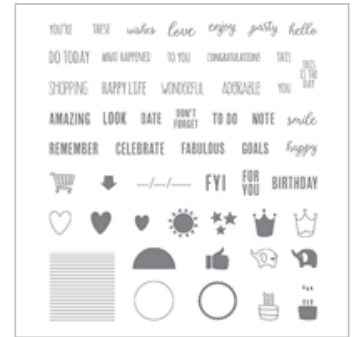 YOU'RE THESE wishes love enjoy party hello
DO TODAY WHAT HAPPENED TO YOU CONGRATULATIONS THIS
THIS IS THE DAY
SHOPPING HAPPY LIFE WONDERFUL ADORABLE YOU
AMAZING LOOK DATE DON'T FORGET TO DO NOTE smile
REMEMBER CELEBRATE FABULOUS GOALS happy
—/—/— FYI FOR YOU BIRTHDAY